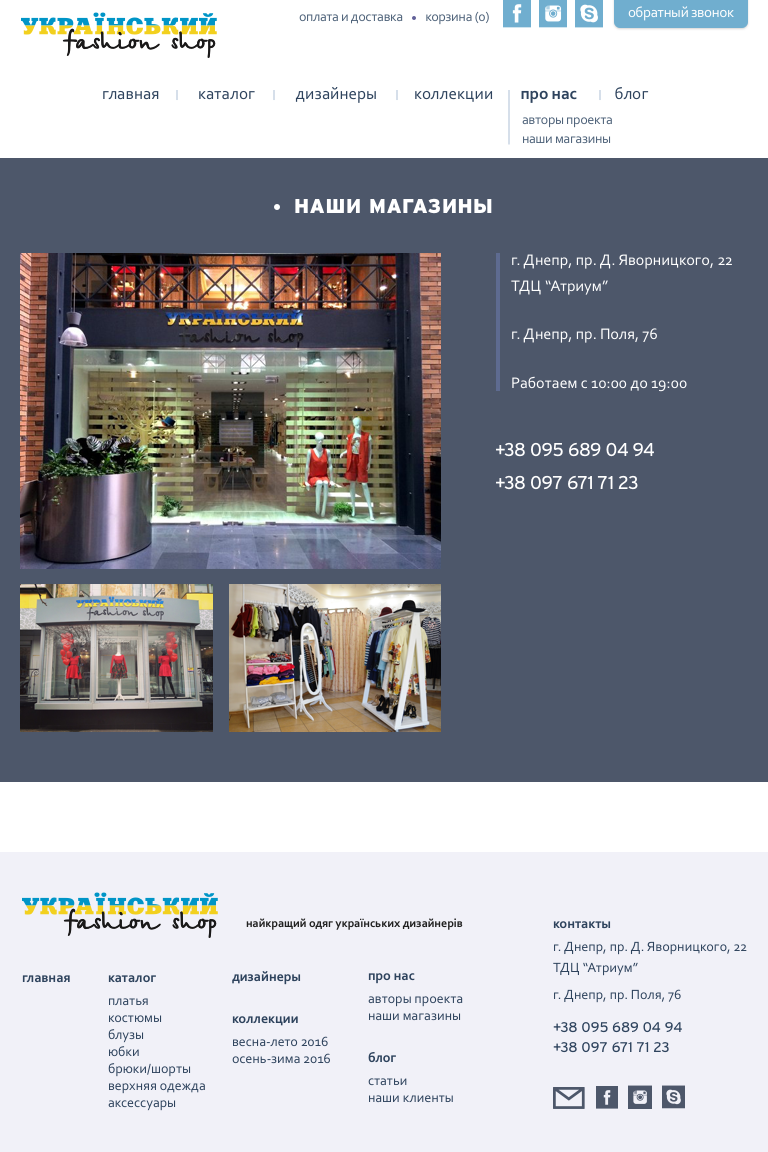 УКРАЇНСЬКИЙ
fashion shop
оплата и доставка • корзина (0)
обратный звонок
главная
каталог
дизайнеры
коллекции
про нас
блог
авторы проекта
наши магазины
• НАШИ МАГАЗИНЫ
УКРАЇНСЬКИЙ
fashion shop
г. Днепр, пр. Д. Яворницкого, 22
ТДЦ “Атриум”
г. Днепр, пр. Поля, 76
Работаем с 10:00 до 19:00
+38 095 689 04 94
+38 097 671 71 23
УКРАЇНСЬКИЙ
fashion shop
УКРАЇНСЬКИЙ
fashion shop
найкращий одяг українських дизайнерів
главная
каталог
платья
костюмы
блузы
юбки
брюки/шорты
верхняя одежда
аксессуары
дизайнеры
коллекции
весна-лето 2016
осень-зима 2016
про нас
авторы проекта
наши магазины
блог
статьи
наши клиенты
контакты
г. Днепр, пр. Д. Яворницкого, 22
ТДЦ “Атриум”
г. Днепр, пр. Поля, 76
+38 095 689 04 94
+38 097 671 71 23